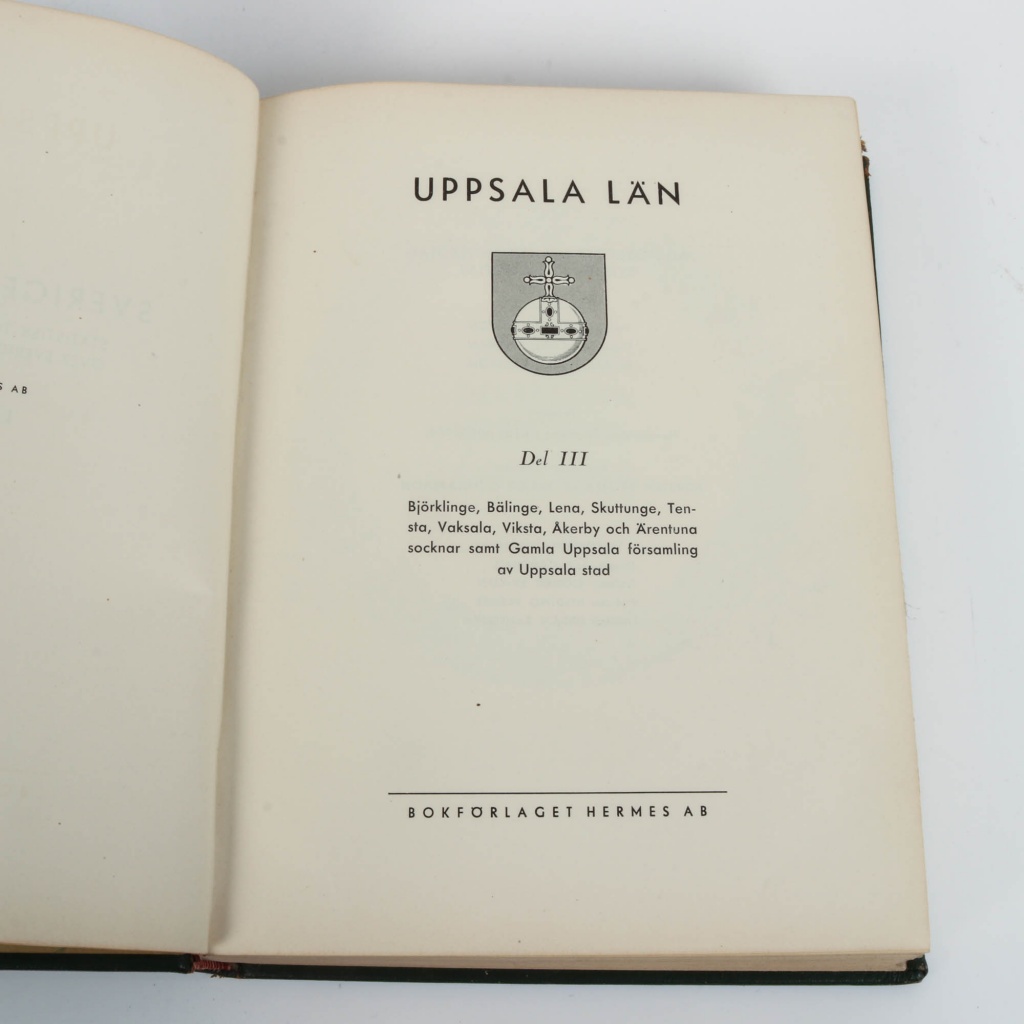 S AB
UPPSALA LÄN
Del III
Björklinge, Bälinge, Lena, Skuttunge, Ten-
sta, Vaksala, Viksta, Åkerby och Ärentuna
socknar samt Gamla Uppsala församling
av Uppsala stad
BOKFÖRLAGET HERMES AB